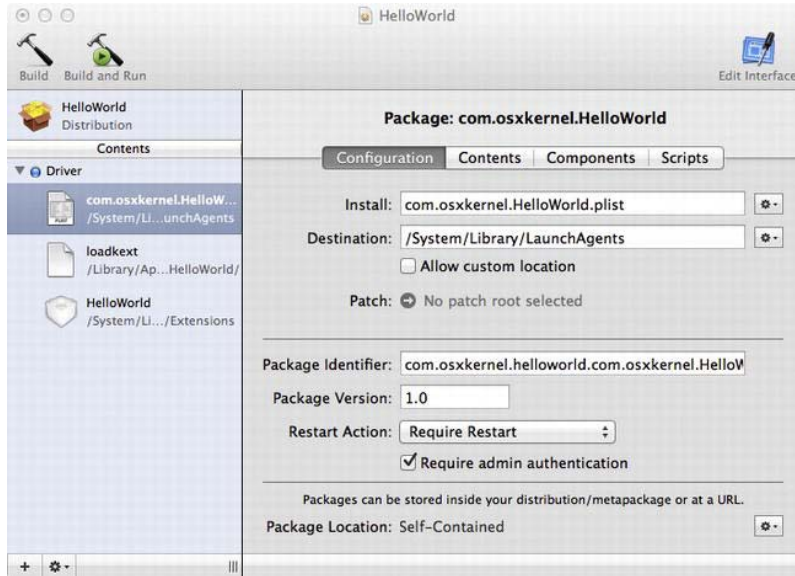 HelloWorld
Build
Build and Run
Edit Interface
HelloWorld
Distribution
Contents
Driver
com.osxkernel.HelloW...
/System/Li...unchAgents
loadkext
/Library/Ap...HelloWorld/
HelloWorld
/System/Li.../Extensions
Package: com.osxkernel.HelloWorld
Configuration Contents Components Scripts
Install: com.osxkernel.HelloWorld.plist
Destination: /System/Library/LaunchAgents
Allow custom location
Patch: No patch root selected
Package Identifier: com.osxkernel.helloworld.com.osxkernel.HelloW
Package Version: 1.0
Restart Action: Require Restart
Require admin authentication
Packages can be stored inside your distribution/metapackage or at a URL.
Package Location: Self-Contained